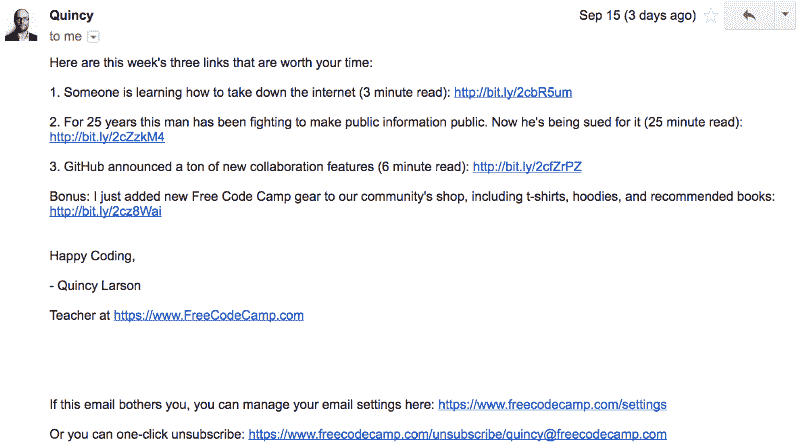 Quincy
Sep 15 (3 days ago)
to me
Here are this week's three links that are worth your time:
1. Someone is learning how to take down the internet (3 minute read): http://bit.ly/2cbR5um
2. For 25 years this man has been fighting to make public information public. Now he's being sued for it (25 minute read):
http://bit.ly/2cZzkM4
3. GitHub announced a ton of new collaboration features (6 minute read): http://bit.ly/2cfZrPZ
Bonus: I just added new Free Code Camp gear to our community's shop, including t-shirts, hoodies, and recommended books:
http://bit.ly/2cz8Wai
Happy Coding,
- Quincy Larson
Teacher at https://www.FreeCodeCamp.com
If this email bothers you, you can manage your email settings here: https://www.freecodecamp.com/settings
Or you can one-click unsubscribe: https://www.freecodecamp.com/unsubscribe/quincy@freecodecamp.com